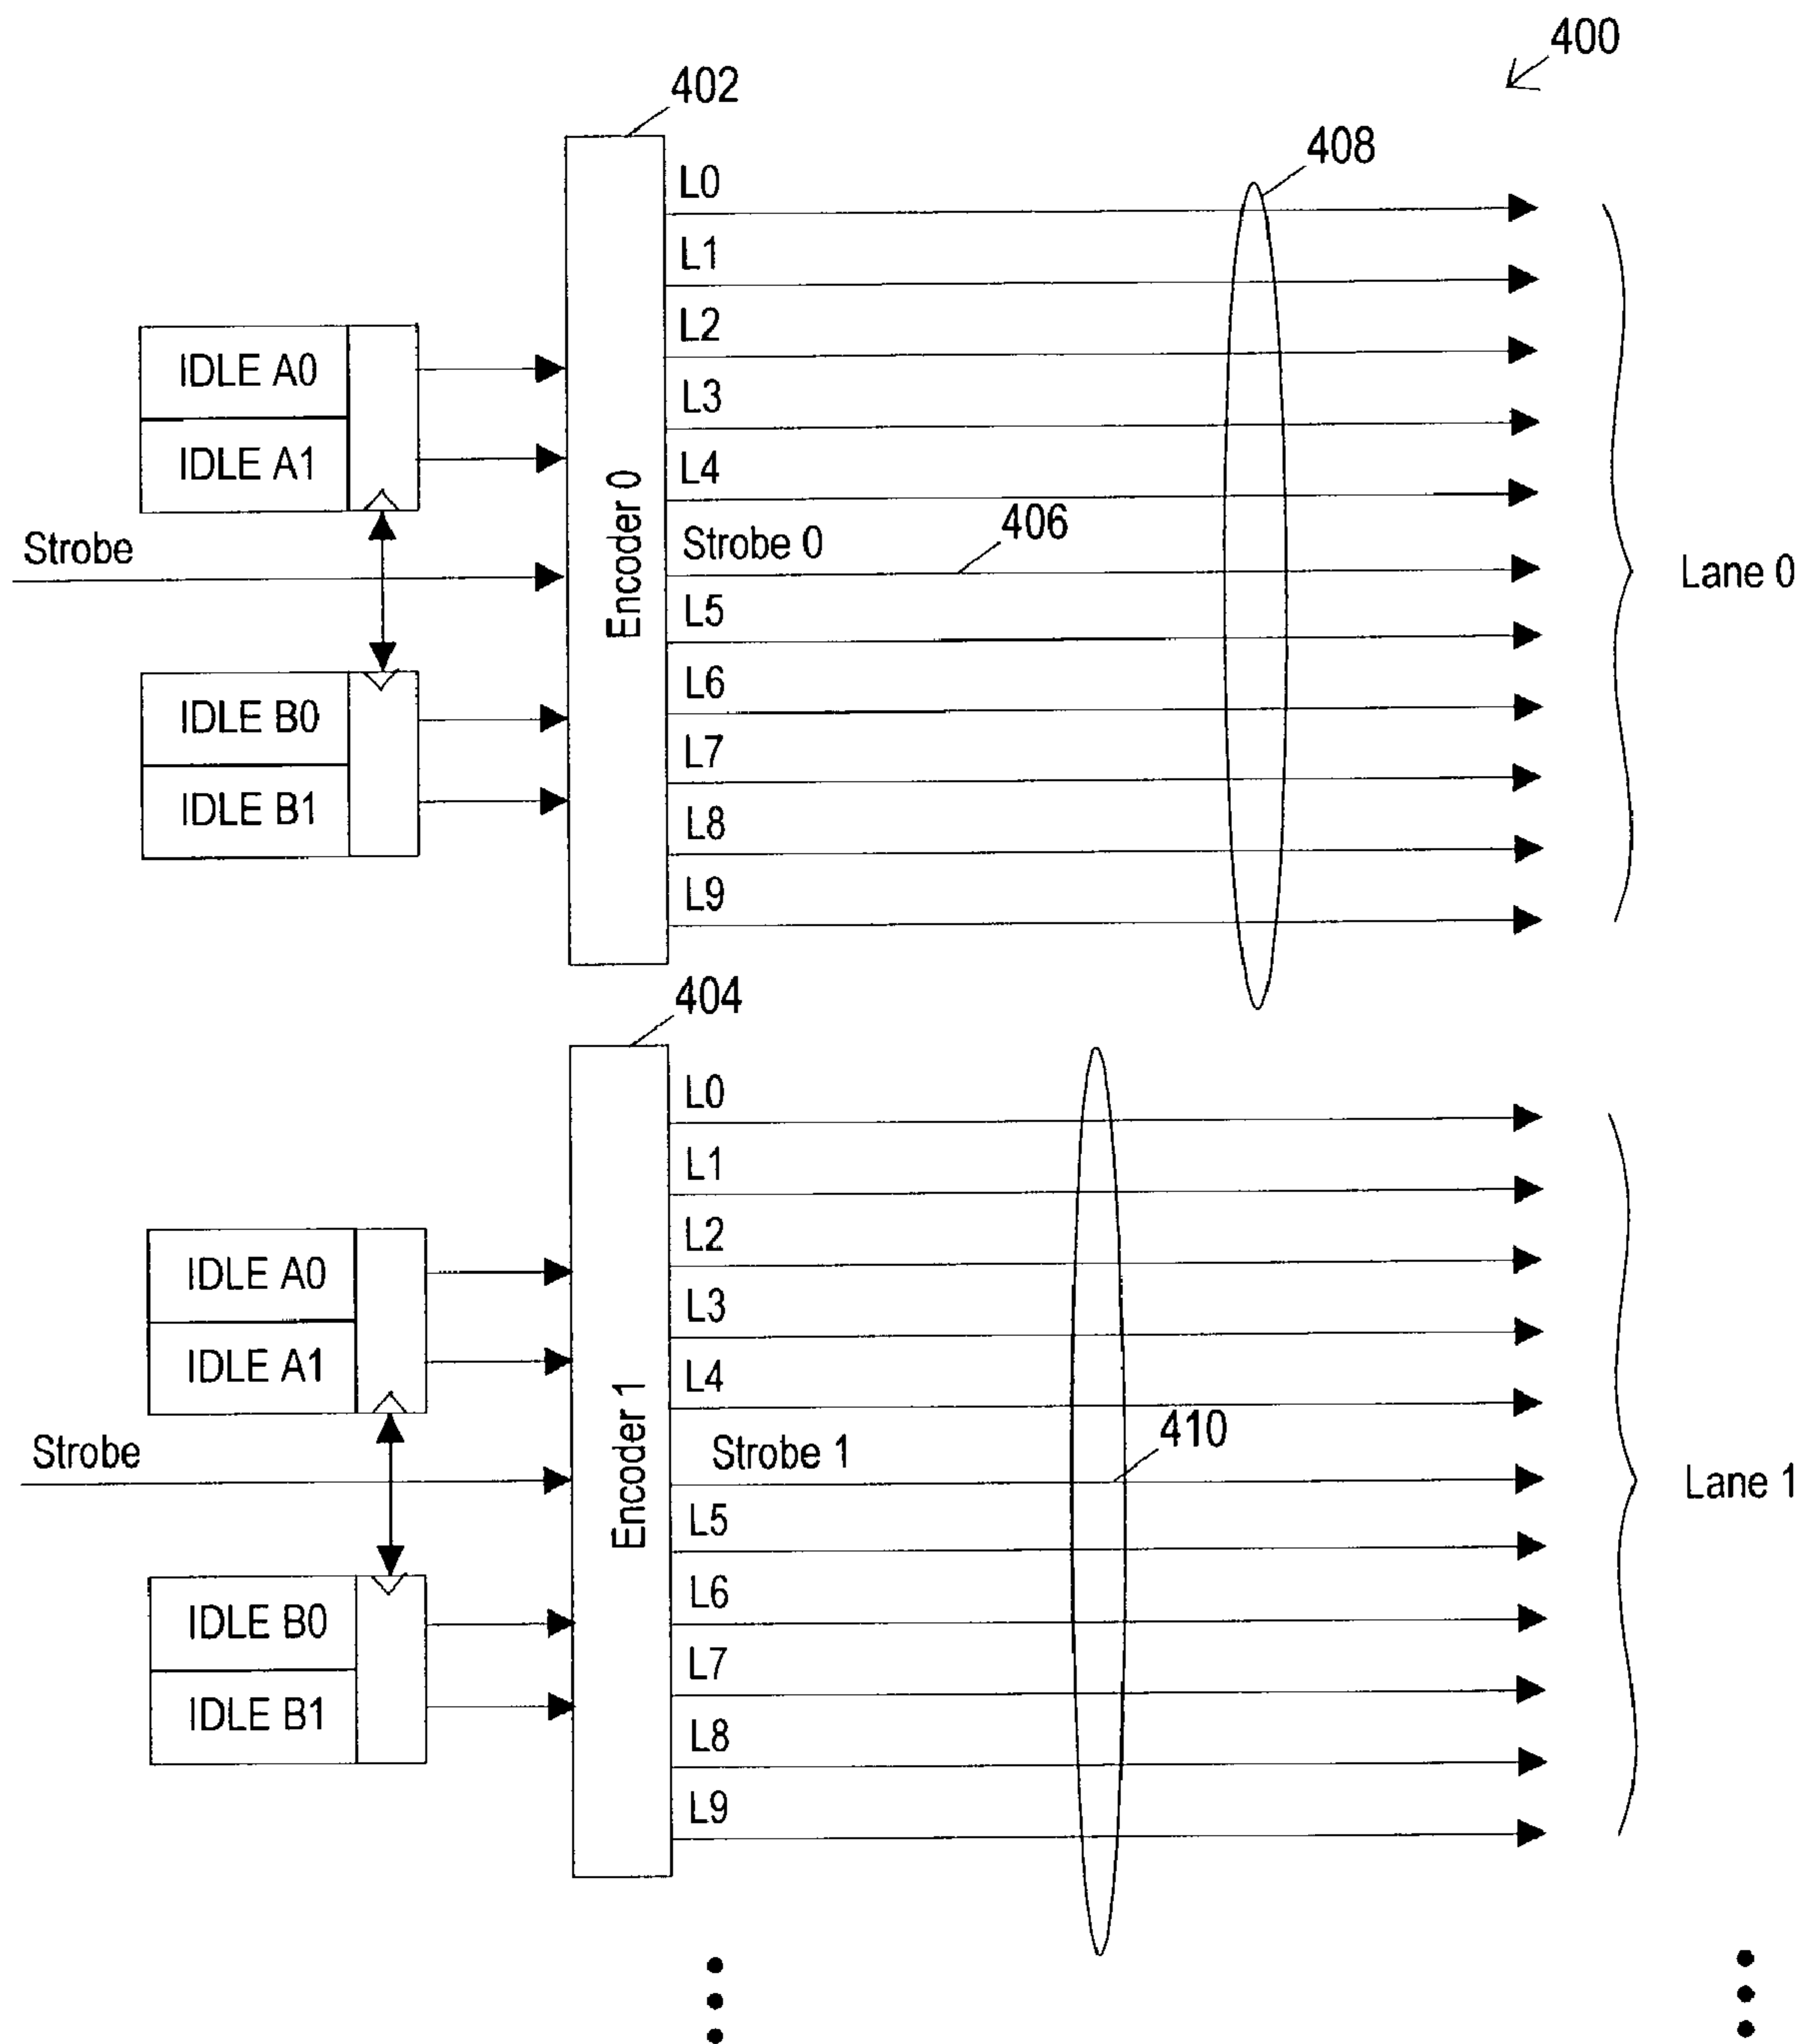 400
402
408
L0
L1
L2
L3
L4
Strobe 0
406
L5
L6
L7
L8
L9
IDLE A0
IDLE A1
Strobe
IDLE B0
IDLE B1
Encoder 0
Lane 0
404
L0
L1
L2
L3
L4
Strobe 1
410
L5
L6
L7
L8
L9
IDLE A0
IDLE A1
Strobe
IDLE B0
IDLE B1
Encoder 1
Lane 1